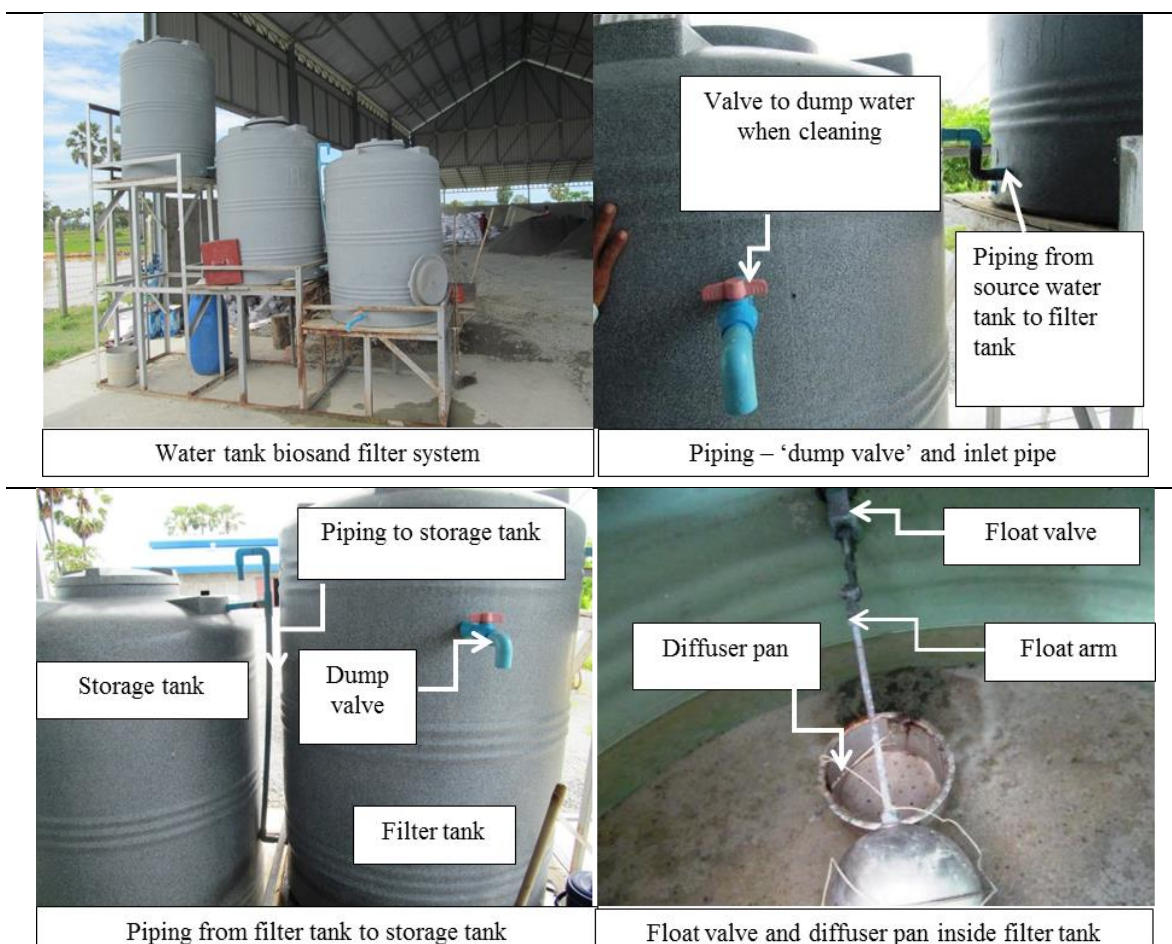 Valve to dump water
when cleaning
Piping from
source water
tank to filter
tank
Water tank biosand filter system
Piping – ‘dump valve’ and inlet pipe
Piping to storage tank
Storage tank
Dump
valve
Filter tank
Float valve
Diffuser pan
Float arm
Piping from filter tank to storage tank
Float valve and diffuser pan inside filter tank